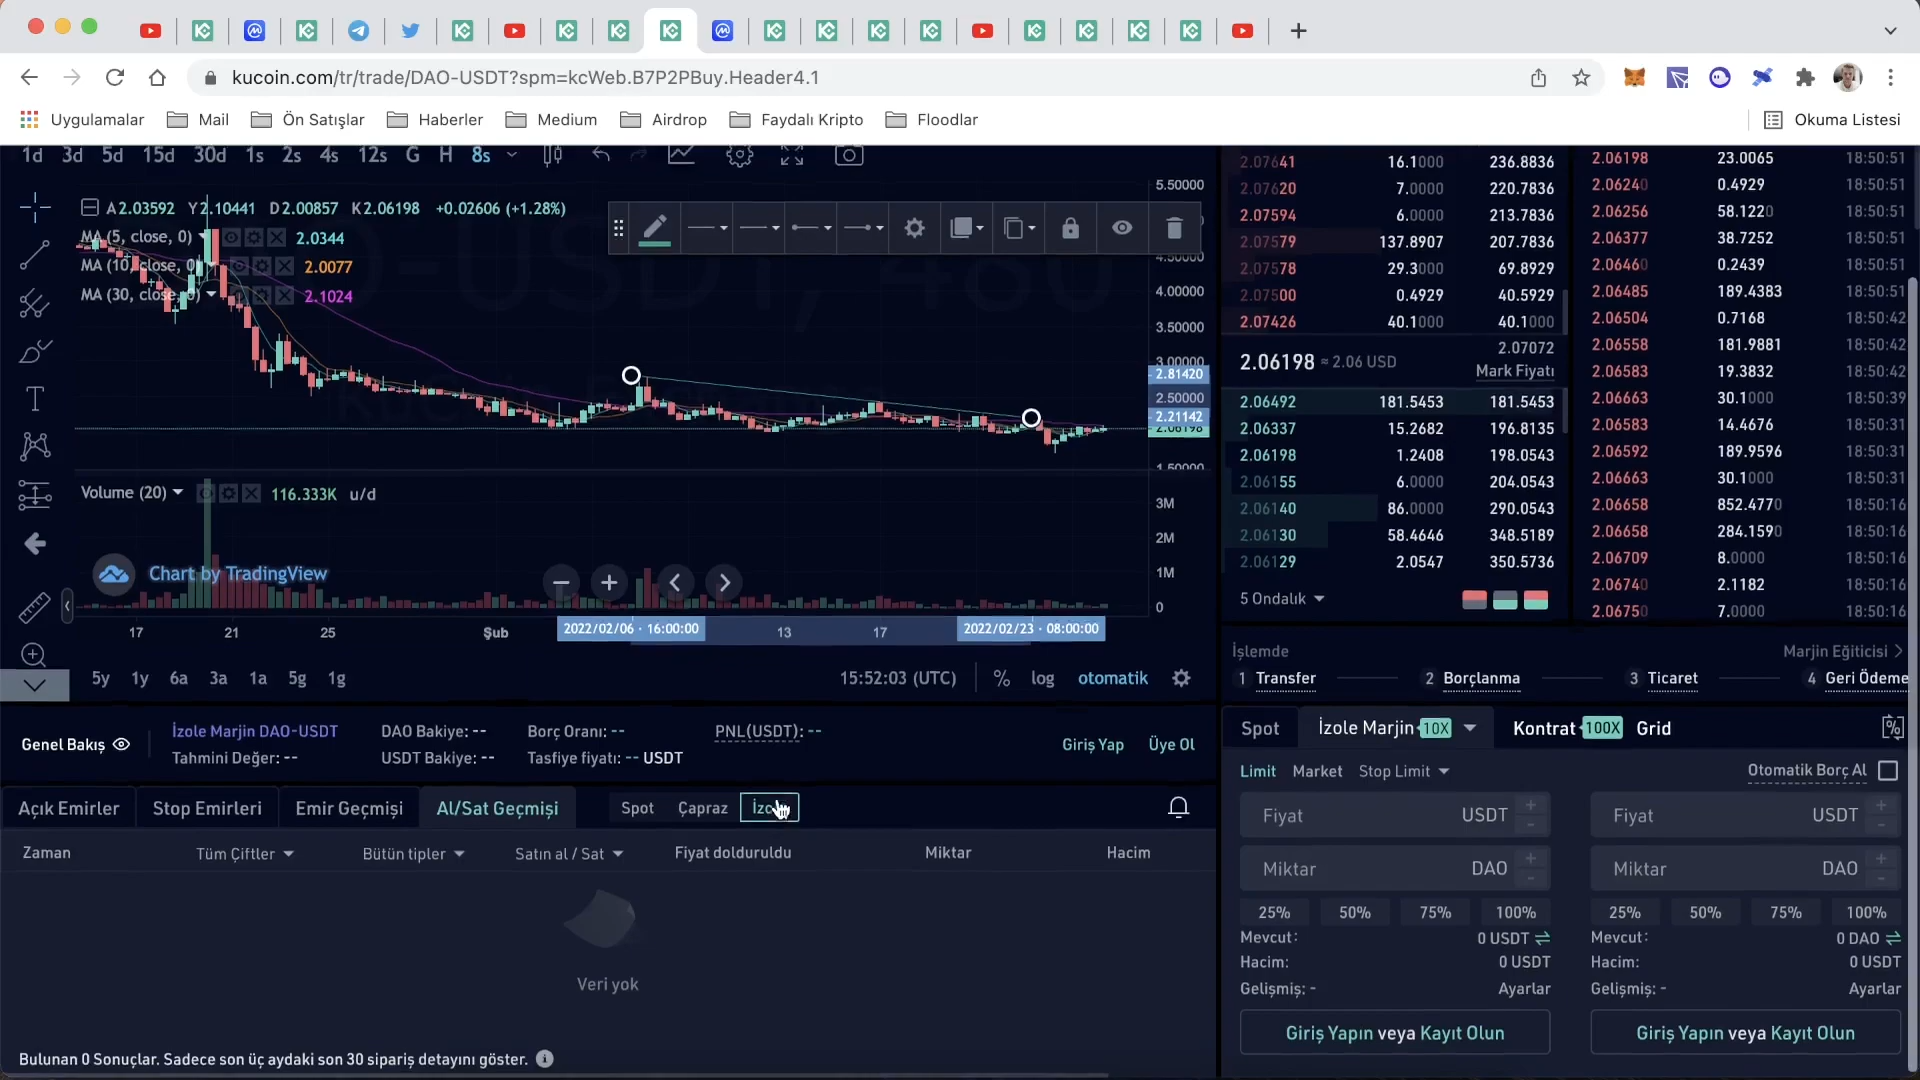 kucoin.com/tr/trade/DAO-USDT?spm=kcWeb.B7P2PBuy.Header4.1
Uygulamalar Mail Ön Satışlar Haberler Medium Airdrop Faydalı Kripto Floodlar Okuma Listesi
1d 3d 5d 15d 30d 1s 2s 4s 12s G H 8s
A2.03592 Y2.10441 D2.00857 K2.06198 +0.02606 (+1.28%)
MA (5, close, 0) 2.0344
MA (10, close, 0) 2.0077
MA (30, close, 0) 2.1024
5.50000
4.50000
4.00000
3.50000
3.00000
2.81420
2.50000
2.21142
2.06198
1.50000
Volume (20) 116.333K u/d
3M
2M
1M
0
Chart by TradingView
17 21 25 Şub 2022/02/06 · 16:00:00 13 17 2022/02/23 · 08:00:00
5y 1y 6a 3a 1a 5g 1g 15:52:03 (UTC) % log otomatik
2.07641 16.1000 236.8836
2.07620 7.0000 220.7836
2.07594 6.0000 213.7836
2.07579 137.8907 207.7836
2.07578 29.3000 69.8929
2.07500 0.4929 40.5929
2.07426 40.1000 40.1000
2.06198 ≈ 2.06 USD 2.07072
Mark Fiyatı
2.06492 181.5453 181.5453
2.06337 15.2682 196.8135
2.06198 1.2408 198.0543
2.06155 6.0000 204.0543
2.06140 86.0000 290.0543
2.06130 58.4646 348.5189
2.06129 2.0547 350.5736
5 Ondalık
2.06198 23.0065 18:50:51
2.06240 0.4929 18:50:51
2.06256 58.1220 18:50:51
2.06377 38.7252 18:50:51
2.06460 0.2439 18:50:51
2.06485 189.4383 18:50:51
2.06504 0.7168 18:50:42
2.06558 181.9881 18:50:42
2.06583 19.3832 18:50:42
2.06663 30.1000 18:50:39
2.06583 14.4676 18:50:31
2.06592 189.9596 18:50:31
2.06663 30.1000 18:50:31
2.06658 852.4770 18:50:16
2.06658 284.1590 18:50:16
2.06709 8.0000 18:50:16
2.06740 2.1182 18:50:16
2.06750 7.0000 18:50:16
İşlemde Marjin Eğiticisi
1 Transfer 2 Borçlanma 3 Ticaret 4 Geri Ödeme
Genel Bakış
İzole Marjin DAO-USDT DAO Bakiye: -- Borç Oranı: -- PNL(USDT): --
Tahmini Değer: -- USDT Bakiye: -- Tasfiye fiyatı: -- USDT
Giriş Yap Üye Ol
Açık Emirler Stop Emirleri Emir Geçmişi Al/Sat Geçmişi Spot Çapraz
Zaman Tüm Çiftler Bütün tipler Satın al / Sat Fiyat dolduruldu Miktar Hacim
Veri yok
Bulunan 0 Sonuçlar. Sadece son üç aydaki son 30 sipariş detayını göster.
Spot İzole Marjin 10X Kontrat 100X Grid
Limit Market Stop Limit Otomatik Borç Al
Fiyat USDT Fiyat USDT
Miktar DAO Miktar DAO
25% 50% 75% 100% 25% 50% 75% 100%
Mevcut: 0 USDT Mevcut: 0 DAO
Hacim: 0 USDT Hacim: 0 USDT
Gelişmiş: - Ayarlar Gelişmiş: - Ayarlar
Giriş Yapın veya Kayıt Olun Giriş Yapın veya Kayıt Olun